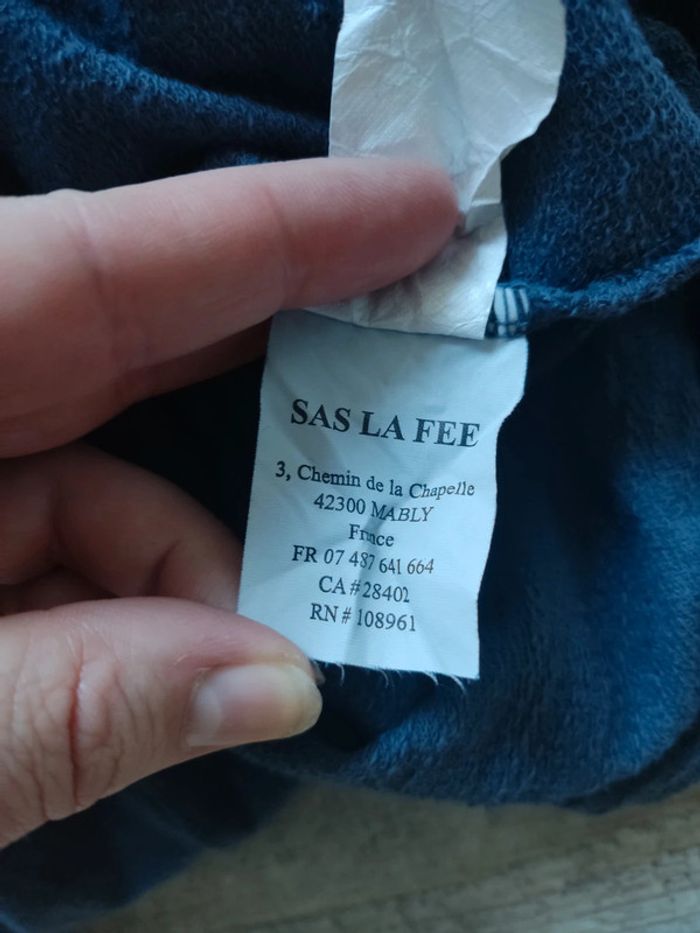 SAS LA FEE
3, Chemin de la Chapelle
42300 MABLY
France
FR 07 487 641 664
CA # 28402
RN # 108961